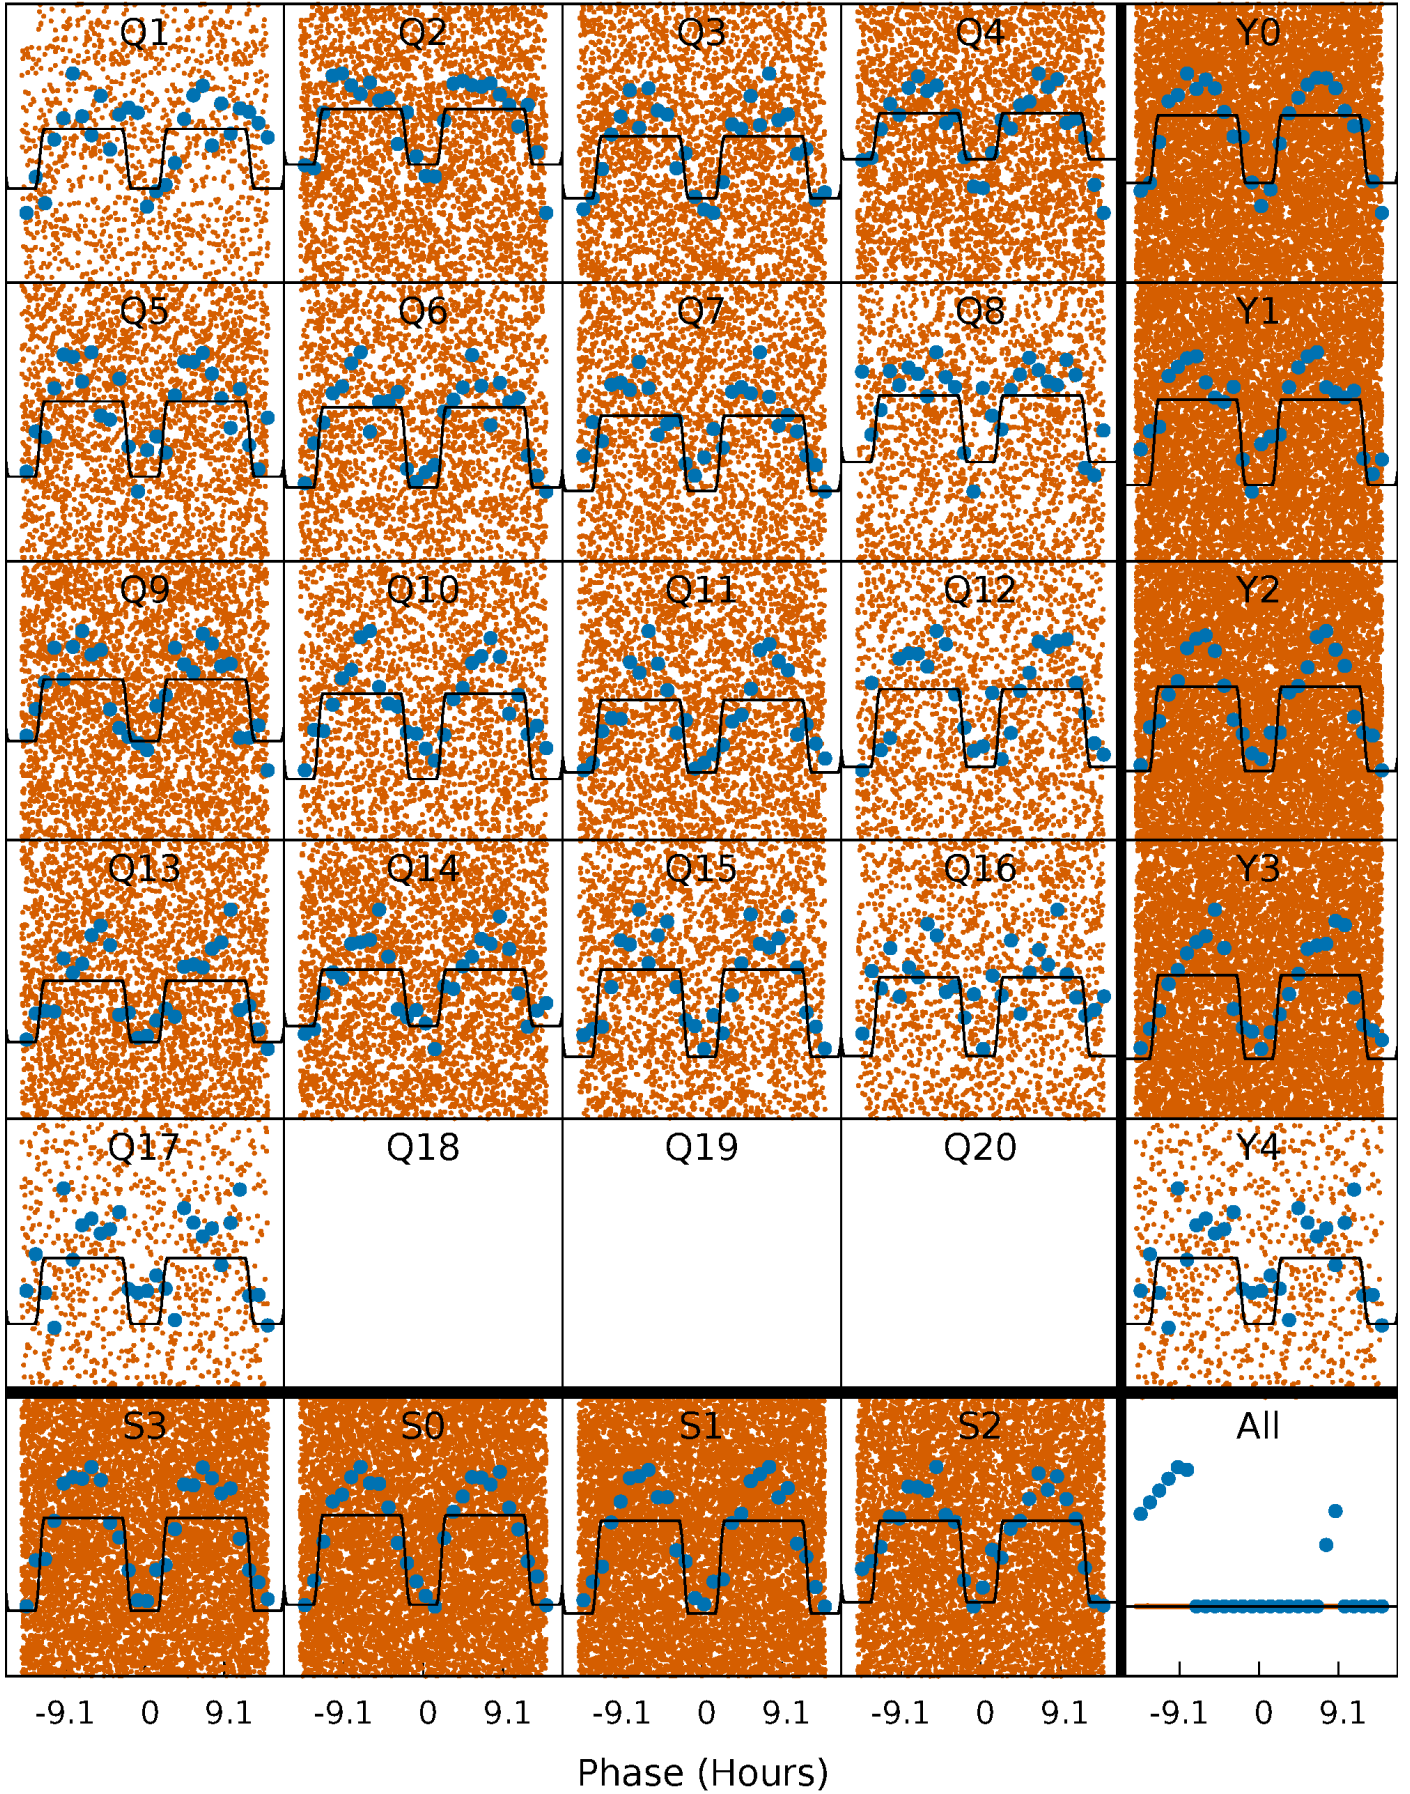 Q1 Q2 Q3 Q4 Y0
Q5 Q6 Q7 Q8 Y1
Q9 Q10 Q11 Q12 Y2
Q13 Q14 Q15 Q16 Y3
Q17 Q18 Q19 Q20 Y4
S3 S0 S1 S2 All
-9.1 0 9.1 -9.1 0 9.1 -9.1 0 9.1 -9.1 0 9.1 -9.1 0 9.1
Phase (Hours)